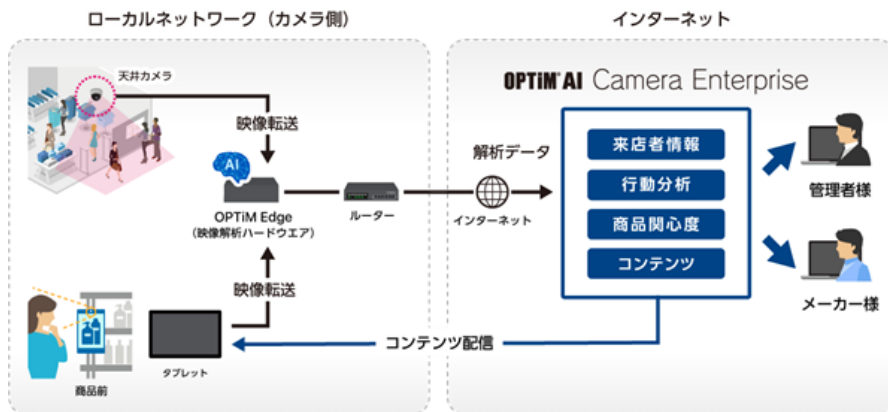 ローカルネットワーク（カメラ側）
インターネット
天井カメラ
映像転送
AI
OPTiM Edge
（映像解析ハードウエア）
ルーター
映像転送
商品前
タブレット
OPTiM AI Camera Enterprise
解析データ
インターネット
来店者情報
行動分析
商品関心度
コンテンツ
管理者様
メーカー様
コンテンツ配信